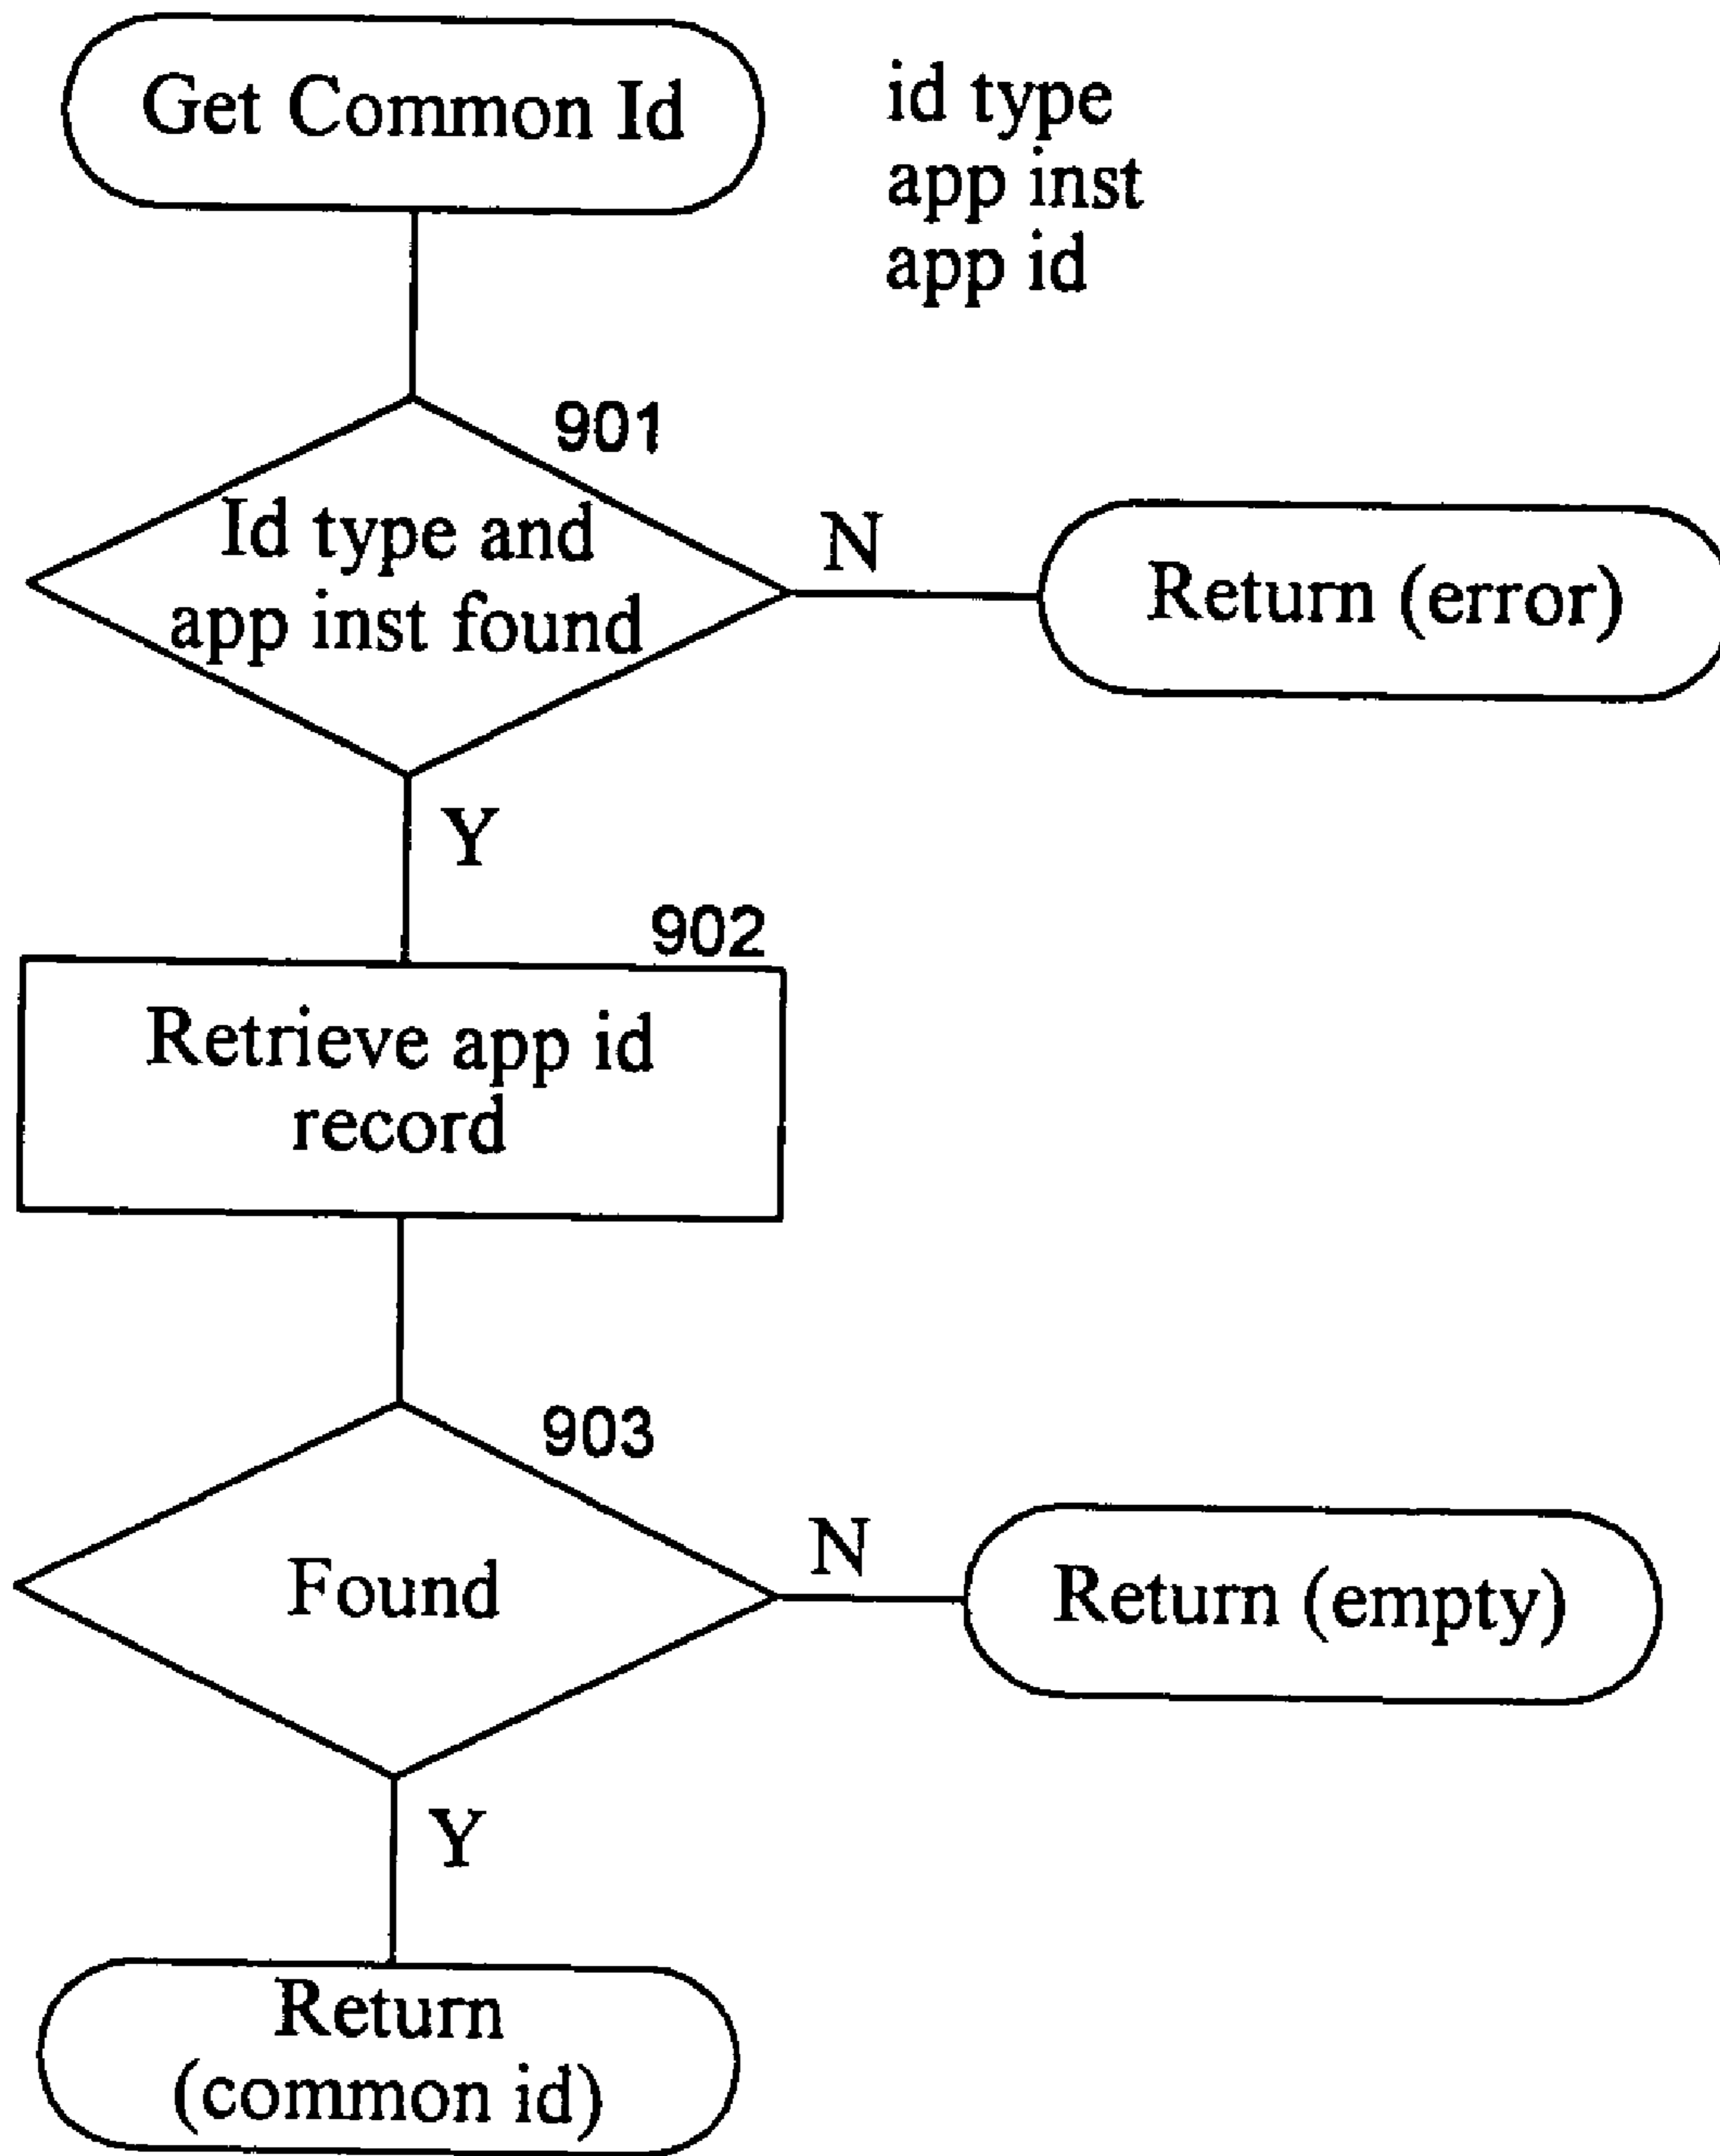 Get Common Id
id type
app inst
app id
901
Id type and
app inst found
N
Return (error)
Y
902
Retrieve app id
record
903
Found
N
Return (empty)
Y
Return
(common id)